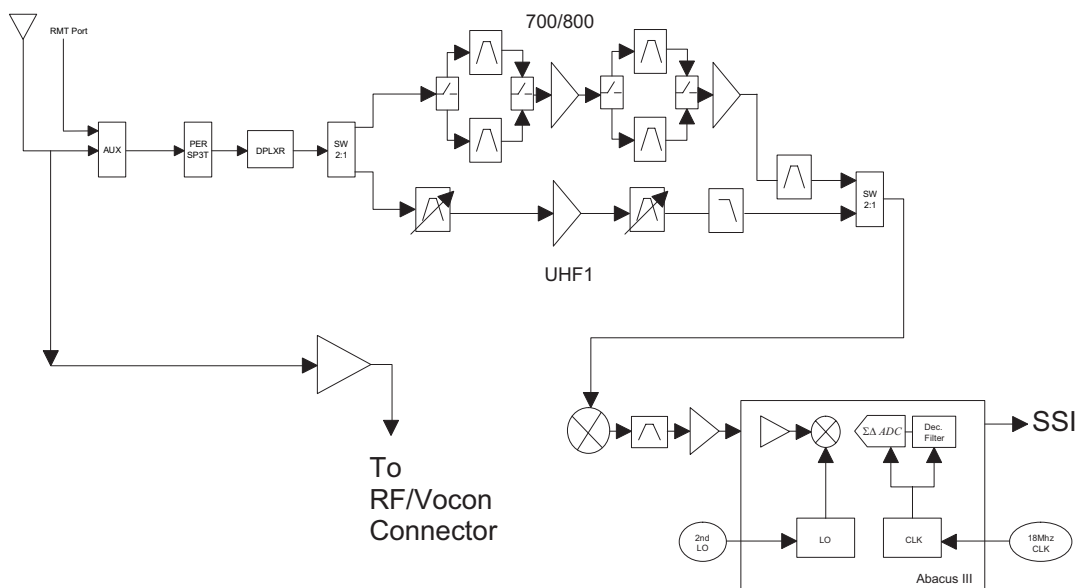 700/800
RMT Port
AUX
PER
SP3T
DPLXR
SW
2:1
SW
2:1
UHF1
To
RF/Vocon
Connector
ΣΔ ADC
Dec.
Filter
SSI
2nd
LO
LO
CLK
18Mhz
CLK
Abacus III